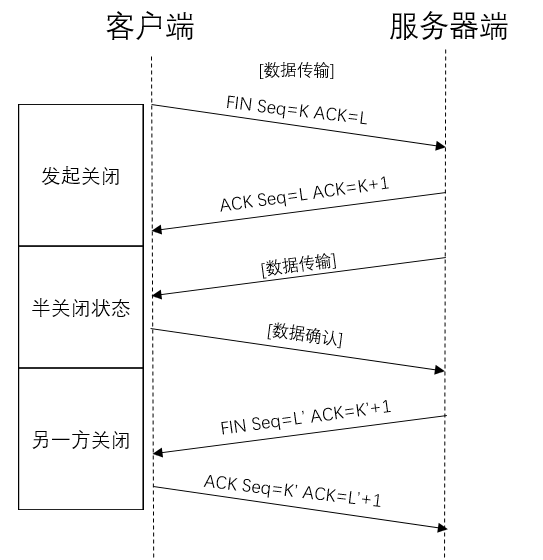 客户端
服务器端
[数据传输]
FIN Seq=K ACK=L
发起关闭
ACK Seq=L ACK=K+1
[数据传输]
半关闭状态
[数据确认]
FIN Seq=L’ ACK=K’+1
另一方关闭
ACK Seq=K’ ACK=L’+1